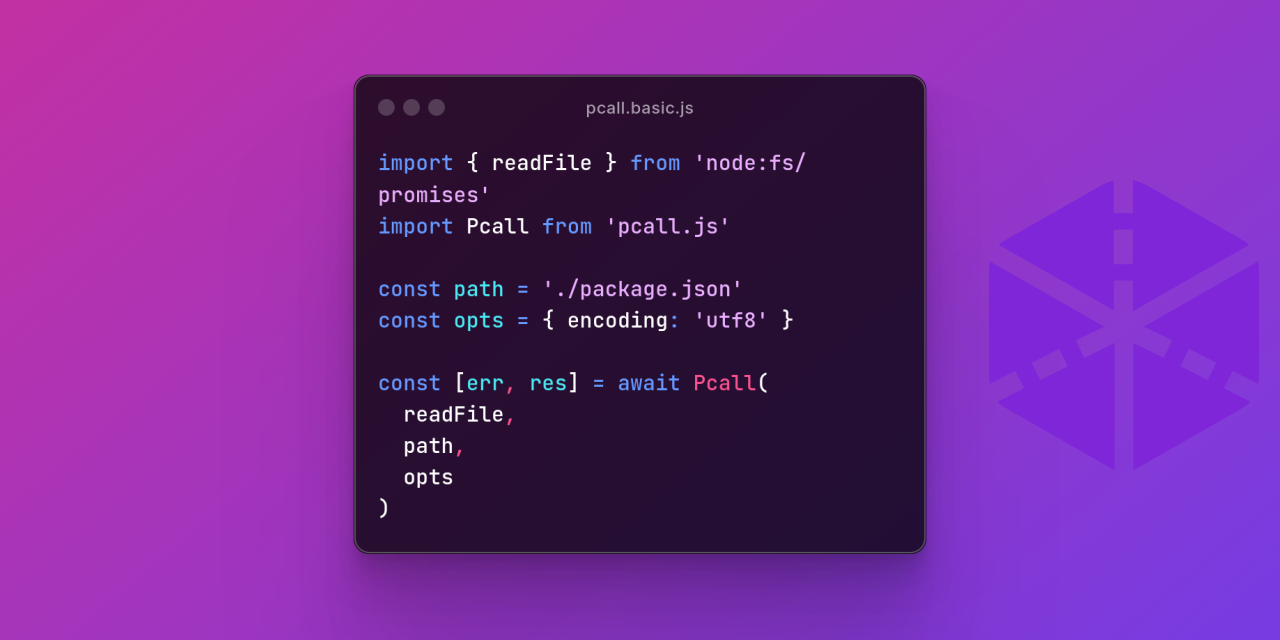 pcall.basic.js
import { readFile } from 'node:fs/
promises'
import Pcall from 'pcall.js'
const path = './package.json'
const opts = { encoding: 'utf8' }
const [err, res] = await Pcall(
  readFile,
  path,
  opts
)